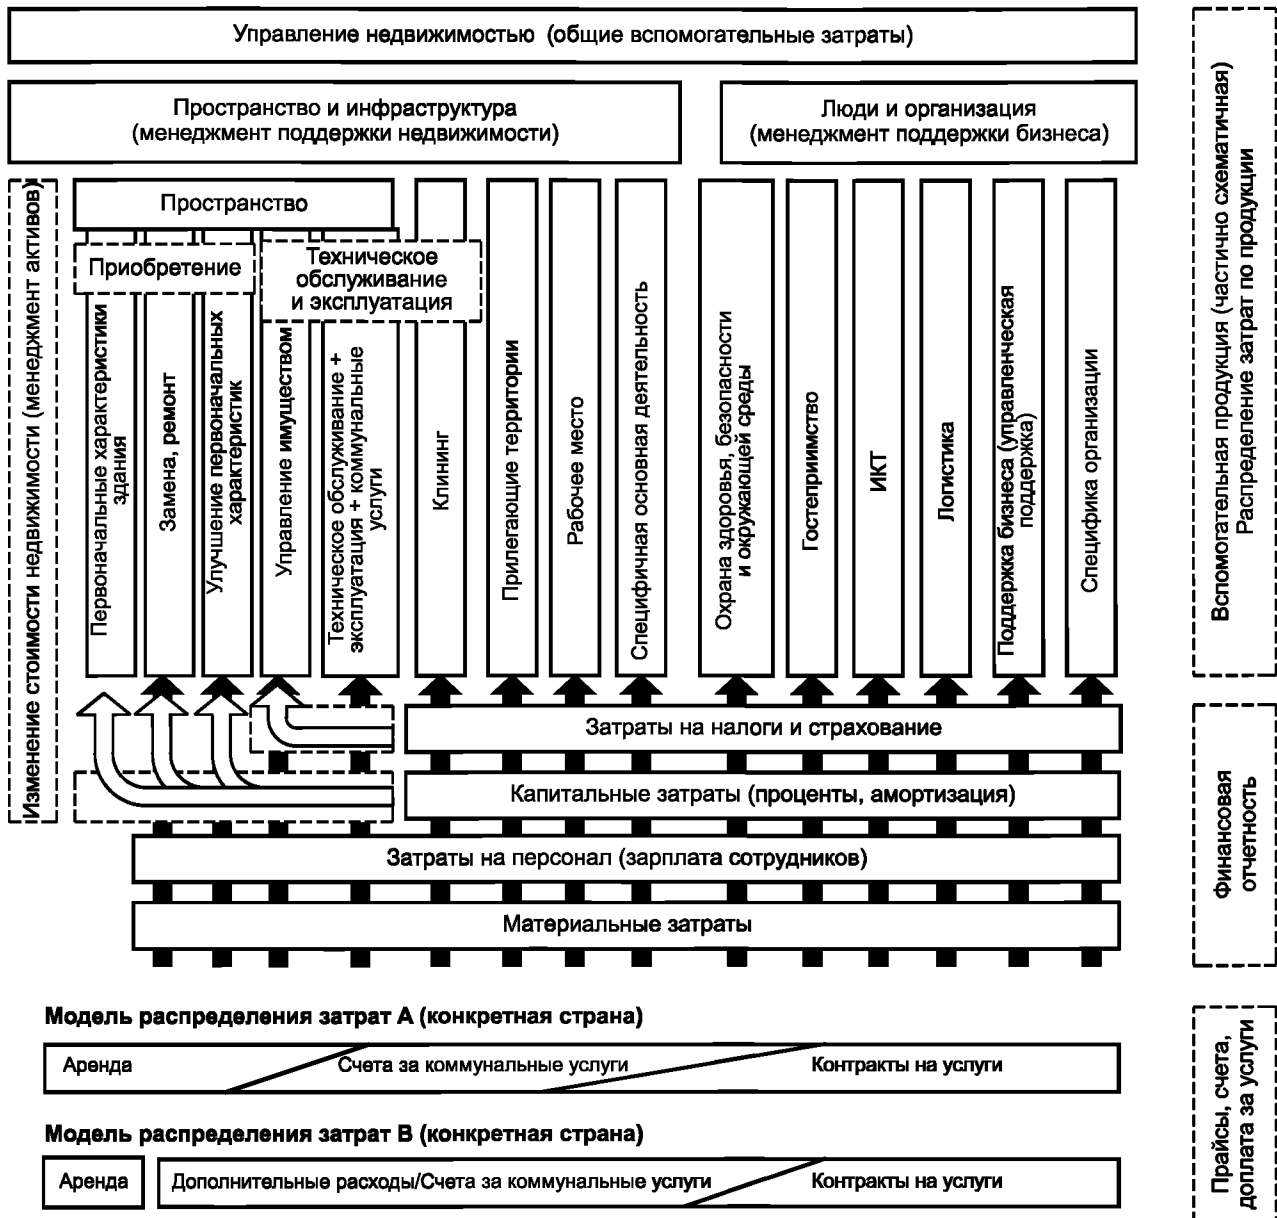 Управление недвижимостью (общие вспомогательные затраты)
Пространство и инфраструктура
(менеджмент поддержки недвижимости)
Люди и организация
(менеджмент поддержки бизнеса)
Изменение стоимости недвижимости (менеджмент активов)
Пространство
Приобретение
Техническое
обслуживание
и эксплуатация
Первоначальные характеристики
здания
Замена, ремонт
Улучшение первоначальных
характеристик
Управление имуществом
Техническое обслуживание +
эксплуатация + коммунальные
услуги
Клининг
Прилегающие территории
Рабочее место
Специфичная основная деятельность
Охрана здоровья, безопасности
и окружающей среды
Гостеприимство
ИКТ
Логистика
Поддержка бизнеса (управленческая
поддержка)
Специфика организации
Вспомогательная продукция (частично схематичная)
Распределение затрат по продукции
Затраты на налоги и страхование
Капитальные затраты (проценты, амортизация)
Затраты на персонал (зарплата сотрудников)
Материальные затраты
Финансовая
отчетность
Модель распределения затрат А (конкретная страна)
Аренда
Счета за коммунальные услуги
Контракты на услуги
Модель распределения затрат В (конкретная страна)
Аренда
Дополнительные расходы/Счета за коммунальные услуги
Контракты на услуги
Прайсы, счета,
доплата за услуги